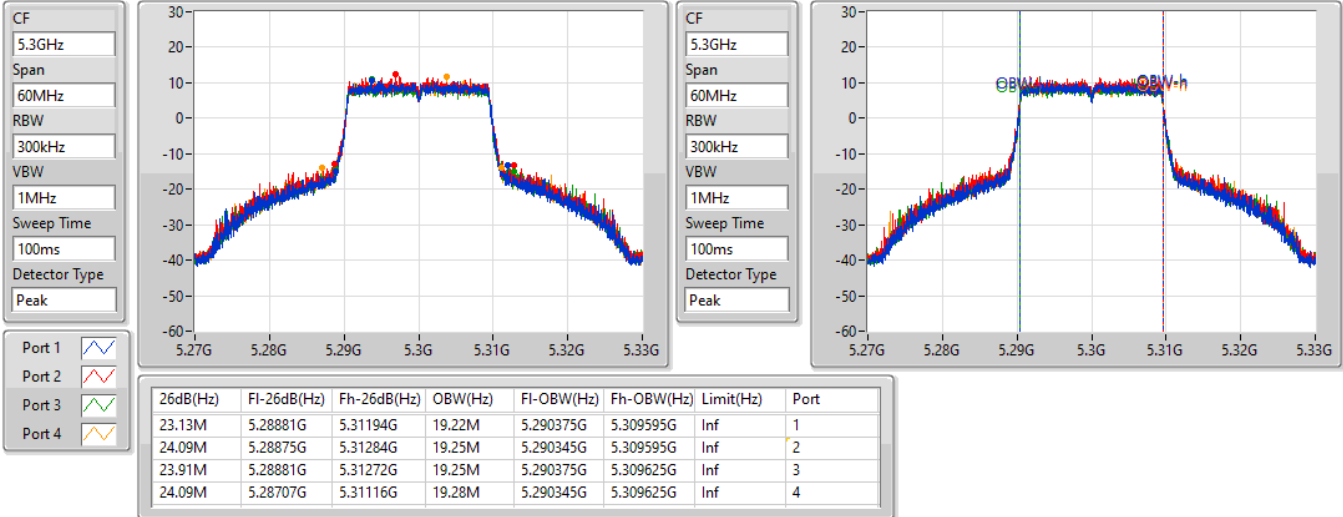 CF
5.3GHz
Span
60MHz
RBW
300kHz
VBW
1MHz
Sweep Time
100ms
Detector Type
Peak
30
20
10
0
-10
-20
-30
-40
-50
-60
5.27G 5.28G 5.29G 5.3G 5.31G 5.32G 5.33G
CF
5.3GHz
Span
60MHz
RBW
300kHz
VBW
1MHz
Sweep Time
100ms
Detector Type
Peak
30
20
10
0
-10
-20
-30
-40
-50
-60
OBW-h
5.27G 5.28G 5.29G 5.3G 5.31G 5.32G 5.33G
Port 1
Port 2
Port 3
Port 4
26dB(Hz) Fl-26dB(Hz) Fh-26dB(Hz) OBW(Hz) Fl-OBW(Hz) Fh-OBW(Hz) Limit(Hz) Port
23.13M 5.28881G 5.31194G 19.22M 5.290375G 5.309595G Inf 1
24.09M 5.28875G 5.31284G 19.25M 5.290345G 5.309595G Inf 2
23.91M 5.28881G 5.31272G 19.25M 5.290375G 5.309625G Inf 3
24.09M 5.28707G 5.31116G 19.28M 5.290345G 5.309625G Inf 4